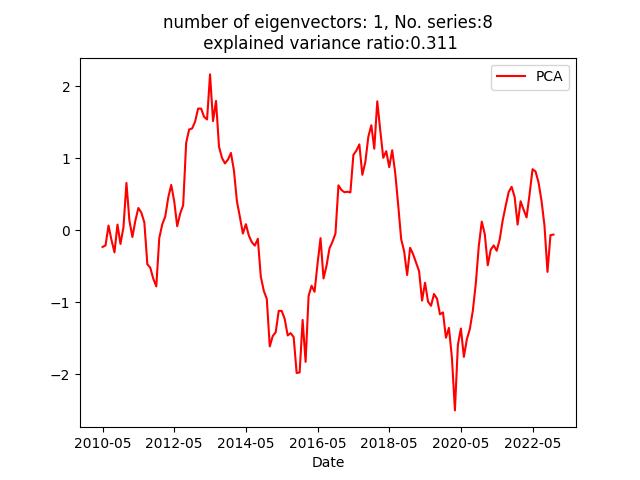 number of eigenvectors: 1, No. series:8
explained variance ratio:0.311
PCA
2
1
0
−1
−2
2010-05 2012-05 2014-05 2016-05 2018-05 2020-05 2022-05
Date